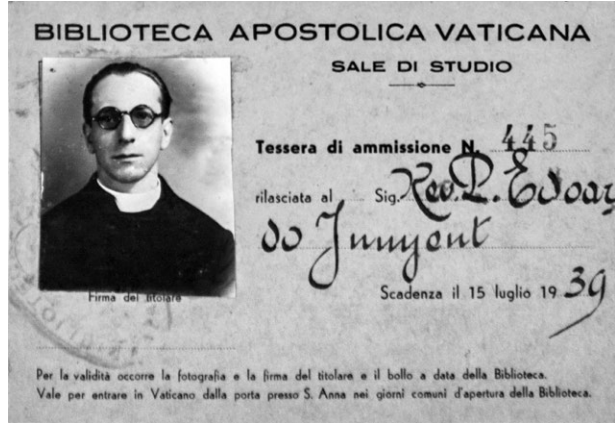 BIBLIOTECA APOSTOLICA VATICANA
SALE DI STUDIO
Tessera di ammissione N. 445
rilasciata al Sig. Rev. P. Edoar
do Junyent
Firma del titolare
Scadenza il 15 luglio 1939
Per la validità occorre la fotografia e la firma del titolare e il bollo a data della Biblioteca.
Vale per entrare in Vaticano dalla porta presso S. Anna nei giorni comuni d'apertura della Biblioteca.